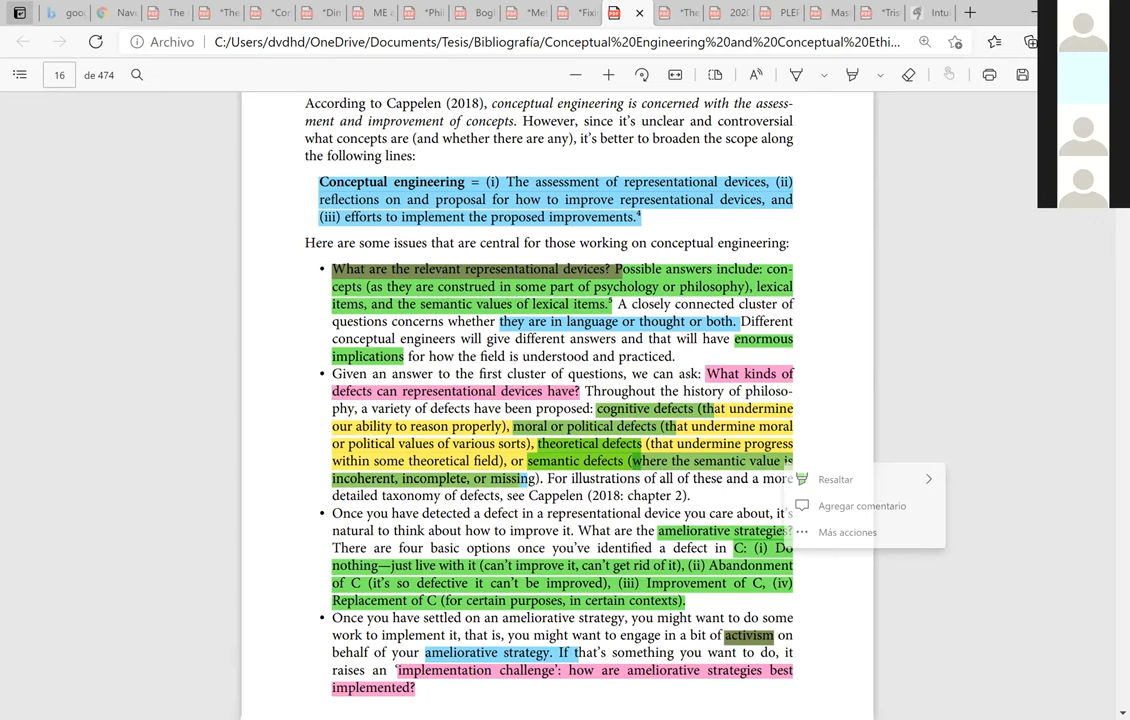 goo
Nav
The
"The
"Cor
"Dim
ME a
"Phil
Bogl
"Met
"Fixi
"The
2020
PLEF
Mas
"Tris
Intui
Archivo
C:/Users/dvdhd/OneDrive/Documents/Tesis/Bibliografía/Conceptual%20Engineering%20and%20Conceptual%20Ethi...
16
de 474
According to Cappelen (2018), conceptual engineering is concerned with the assess-
ment and improvement of concepts. However, since it's unclear and controversial
what concepts are (and whether there are any), it's better to broaden the scope along
the following lines:
Conceptual engineering = (i) The assessment of representational devices, (ii)
reflections on and proposal for how to improve representational devices, and
(iii) efforts to implement the proposed improvements.4
Here are some issues that are central for those working on conceptual engineering:
• What are the relevant representational devices? Possible answers include: con-
cepts (as they are construed in some part of psychology or philosophy), lexical
items, and the semantic values of lexical items.5 A closely connected cluster of
questions concerns whether they are in language or thought or both. Different
conceptual engineers will give different answers and that will have enormous
implications for how the field is understood and practiced.
• Given an answer to the first cluster of questions, we can ask: What kinds of
defects can representational devices have? Throughout the history of philoso-
phy, a variety of defects have been proposed: cognitive defects (that undermine
our ability to reason properly), moral or political defects (that undermine moral
or political values of various sorts), theoretical defects (that undermine progress
within some theoretical field), or semantic defects (where the semantic value is
incoherent, incomplete, or missing). For illustrations of all of these and a more
detailed taxonomy of defects, see Cappelen (2018: chapter 2).
• Once you have detected a defect in a representational device you care about, it's
natural to think about how to improve it. What are the ameliorative strategies?
There are four basic options once you've identified a defect in C: (i) Do
nothing—just live with it (can't improve it, can't get rid of it), (ii) Abandonment
of C (it's so defective it can't be improved), (iii) Improvement of C, (iv)
Replacement of C (for certain purposes, in certain contexts).
• Once you have settled on an ameliorative strategy, you might want to do some
work to implement it, that is, you might want to engage in a bit of activism on
behalf of your ameliorative strategy. If that's something you want to do, it
raises an 'implementation challenge': how are ameliorative strategies best
implemented?
Resaltar
Agregar comentario
Más acciones